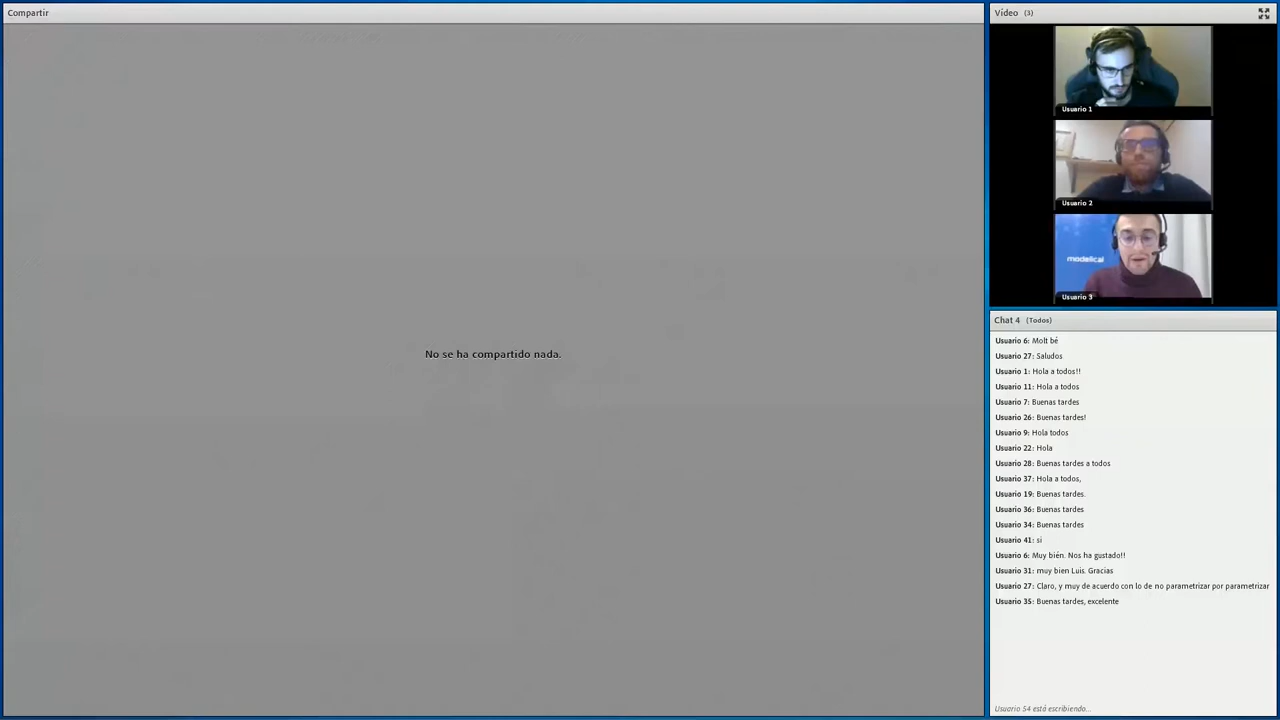 Compartir
No se ha compartido nada.
Vídeo (3)
Usuario 1
Usuario 2
modelical
Usuario 3
Chat 4 (Todos)
Usuario 6: Molt bé
Usuario 27: Saludos
Usuario 1: Hola a todos!!
Usuario 11: Hola a todos
Usuario 7: Buenas tardes
Usuario 26: Buenas tardes!
Usuario 9: Hola todos
Usuario 22: Hola
Usuario 28: Buenas tardes a todos
Usuario 37: Hola a todos,
Usuario 19: Buenas tardes.
Usuario 36: Buenas tardes
Usuario 34: Buenas tardes
Usuario 41: si
Usuario 6: Muy bién. Nos ha gustado!!
Usuario 31: muy bien Luis. Gracias
Usuario 27: Claro, y muy de acuerdo con lo de no parametrizar por parametrizar
Usuario 35: Buenas tardes, excelente
Usuario 54 está escribiendo...